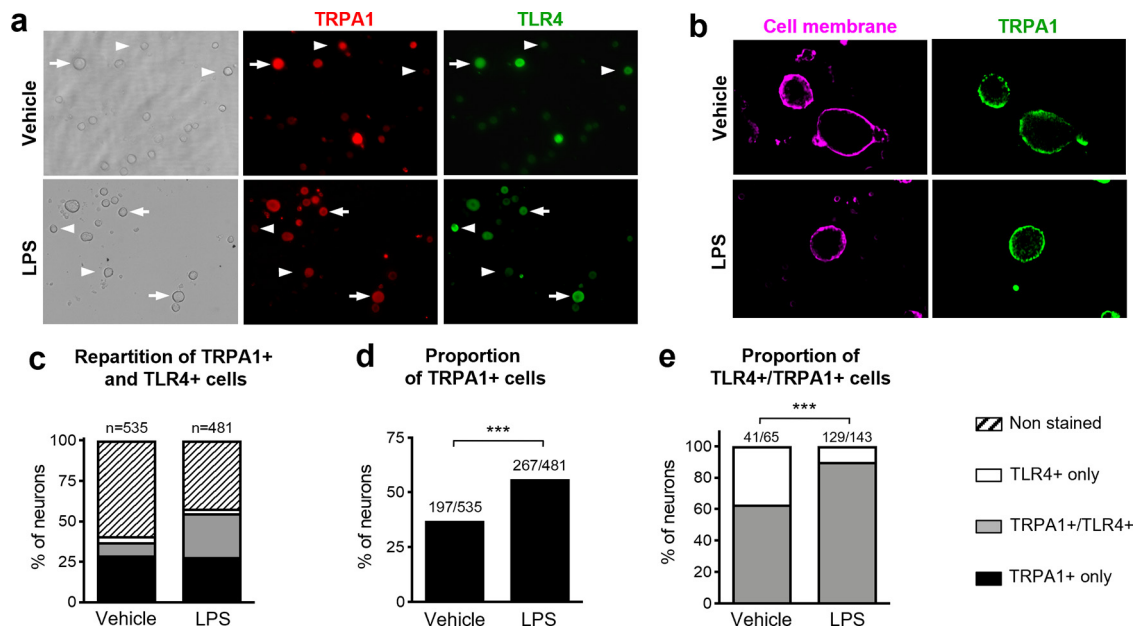 a
TRPA1
TLR4
Vehicle
LPS
b
Cell membrane
TRPA1
Vehicle
LPS
c
Repartition of TRPA1+
and TLR4+ cells
n=535
n=481
100
75
50
25
0
% of neurons
Vehicle
LPS
d
Proportion
of TRPA1+ cells
***
75
50
25
0
197/535
267/481
% of neurons
Vehicle
LPS
e
Proportion of
TLR4+/TRPA1+ cells
***
41/65
129/143
100
80
60
40
20
0
% of neurons
Vehicle
LPS
Non stained
TLR4+ only
TRPA1+/TLR4+
TRPA1+ only